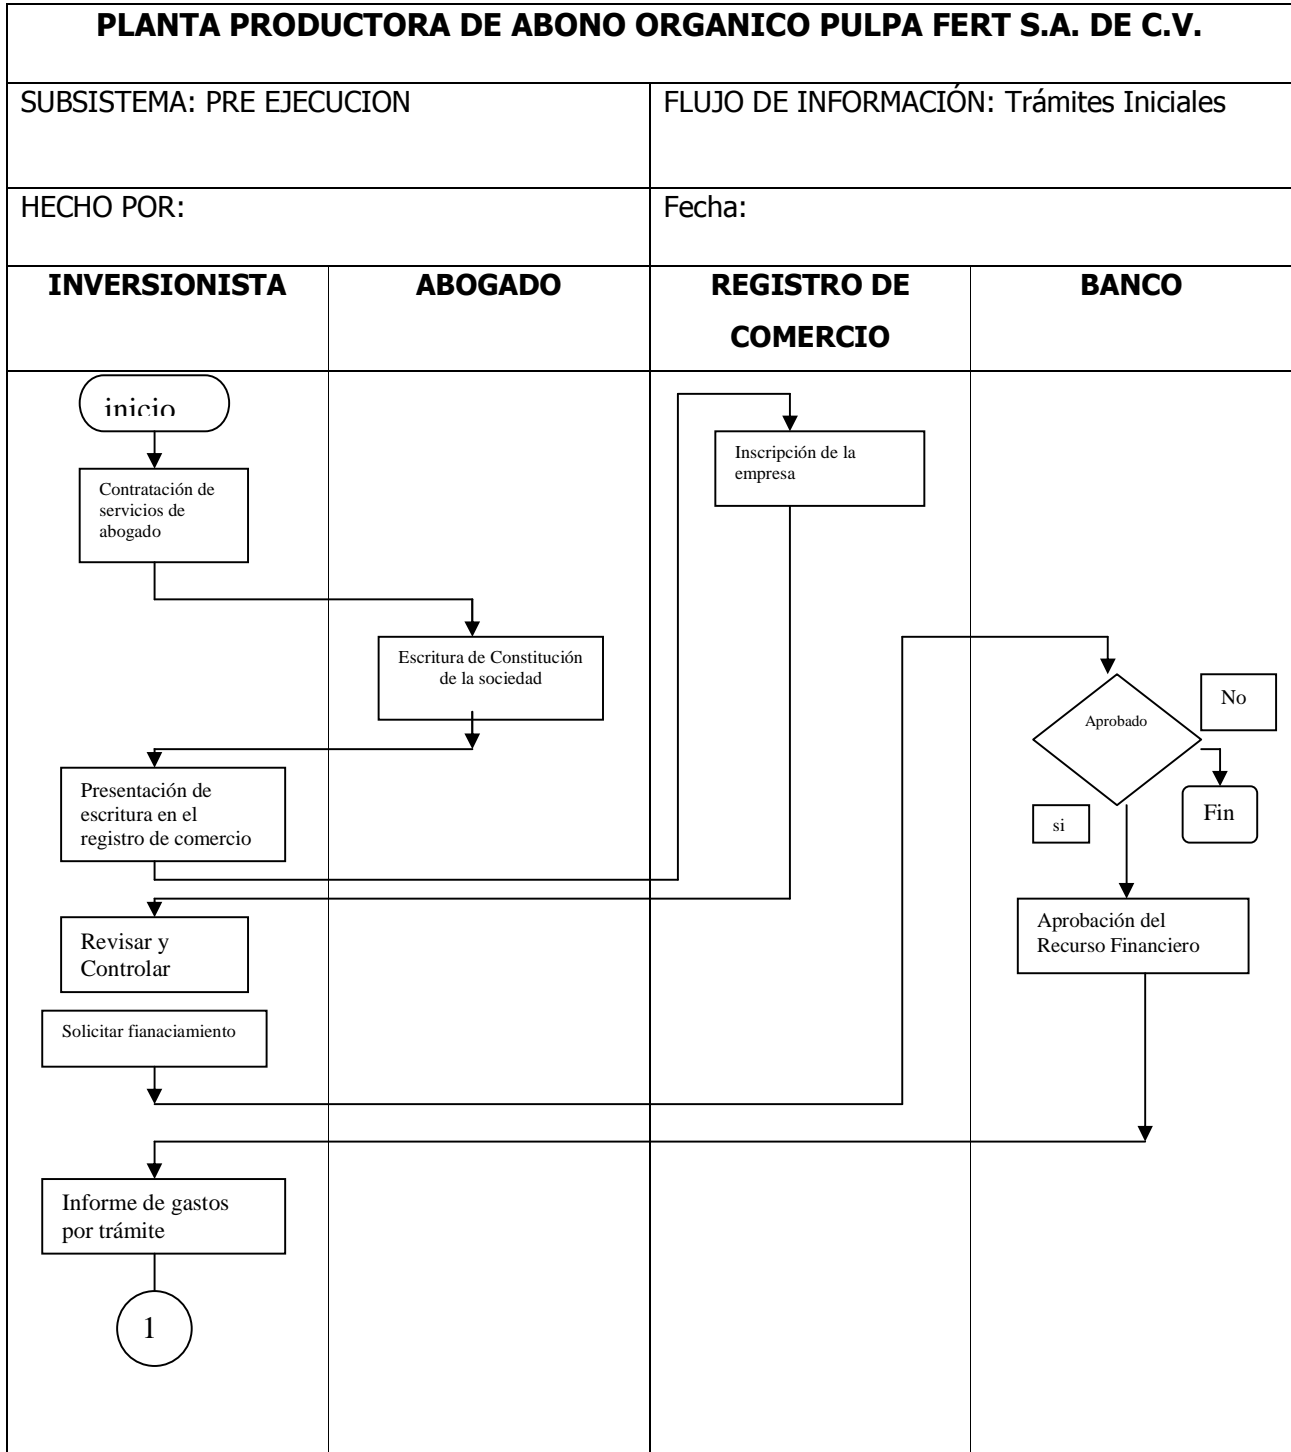 PLANTA PRODUCTORA DE ABONO ORGANICO PULPA FERT S.A. DE C.V.
SUBSISTEMA: PRE EJECUCION
FLUJO DE INFORMACIÓN: Trámites Iniciales
HECHO POR:
Fecha:
INVERSIONISTA
ABOGADO
REGISTRO DE
COMERCIO
BANCO
inicio
Contratación de
servicios de
abogado
Escritura de Constitución
de la sociedad
Presentación de
escritura en el
registro de comercio
Inscripción de la
empresa
Revisar y
Controlar
Solicitar fianaciamiento
Aprobado
No
Fin
si
Aprobación del
Recurso Financiero
Informe de gastos
por trámite
1